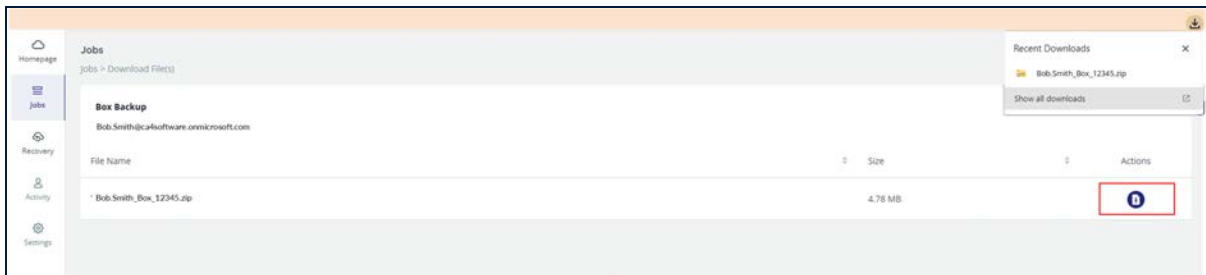 Homepage
Jobs
Recovery
Activity
Settings
Jobs
Jobs > Download File(s)
Recent Downloads
Bob.Smith_Box_12345.zip
Show all downloads
Box Backup
Bob.Smith@ca4software.onmicrosoft.com
File Name Size Actions
* Bob.Smith_Box_12345.zip 4.78 MB